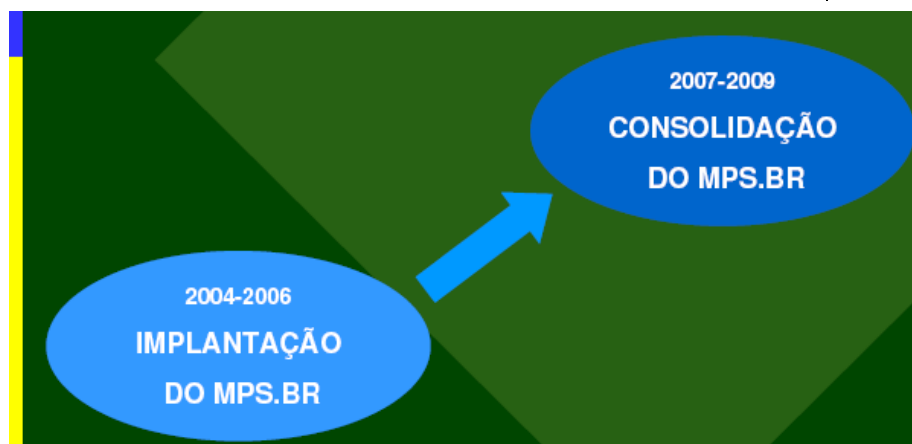 2007-2009
CONSOLIDAÇÃO
DO MPS.BR
2004-2006
IMPLANTAÇÃO
DO MPS.BR